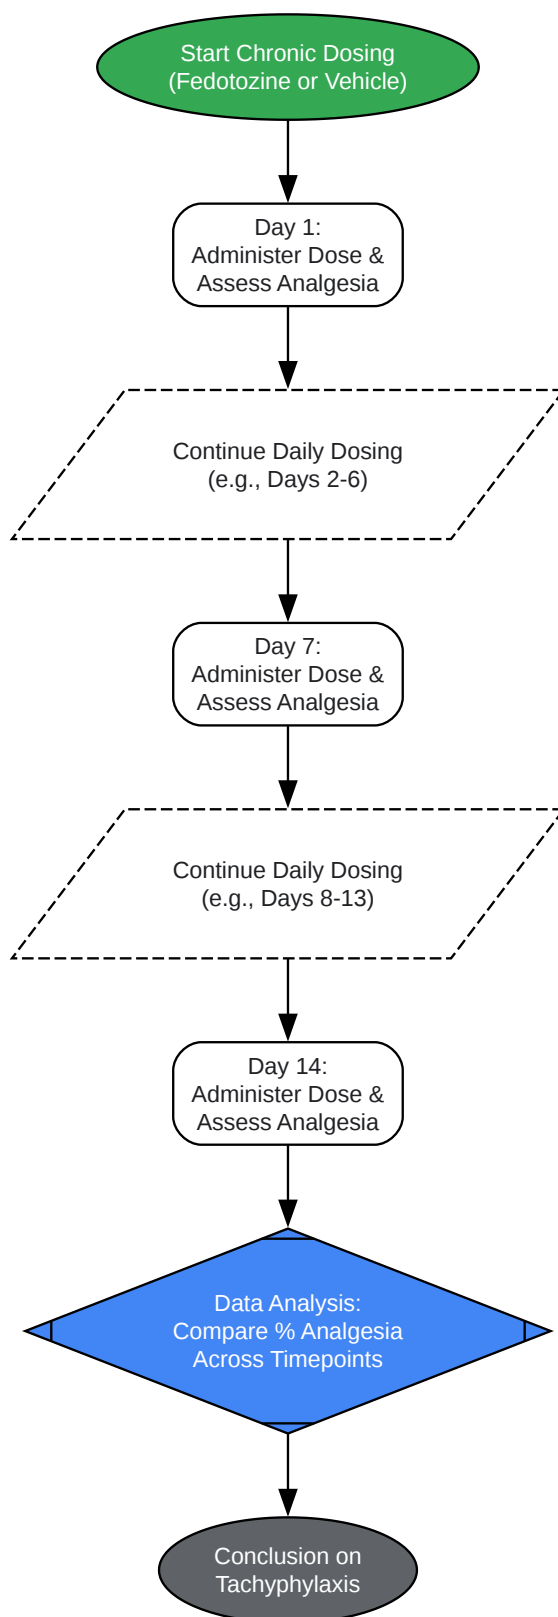 Start Chronic Dosing
(Fedotozine or Vehicle)
Day 1:
Administer Dose &
Assess Analgesia
Continue Daily Dosing
(e.g., Days 2-6)
Day 7:
Administer Dose &
Assess Analgesia
Continue Daily Dosing
(e.g., Days 8-13)
Day 14:
Administer Dose &
Assess Analgesia
Data Analysis:
Compare % Analgesia
Across Timepoints
Conclusion on
Tachyphylaxis